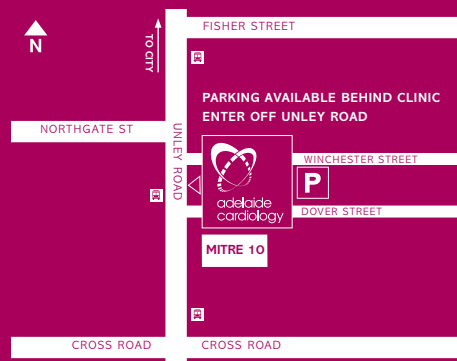 N
TO CITY
FISHER STREET
PARKING AVAILABLE BEHIND CLINIC
ENTER OFF UNLEY ROAD
NORTHGATE ST
UNLEY ROAD
WINCHESTER STREET
P
adelaide
cardiology
DOVER STREET
MITRE 10
CROSS ROAD
CROSS ROAD